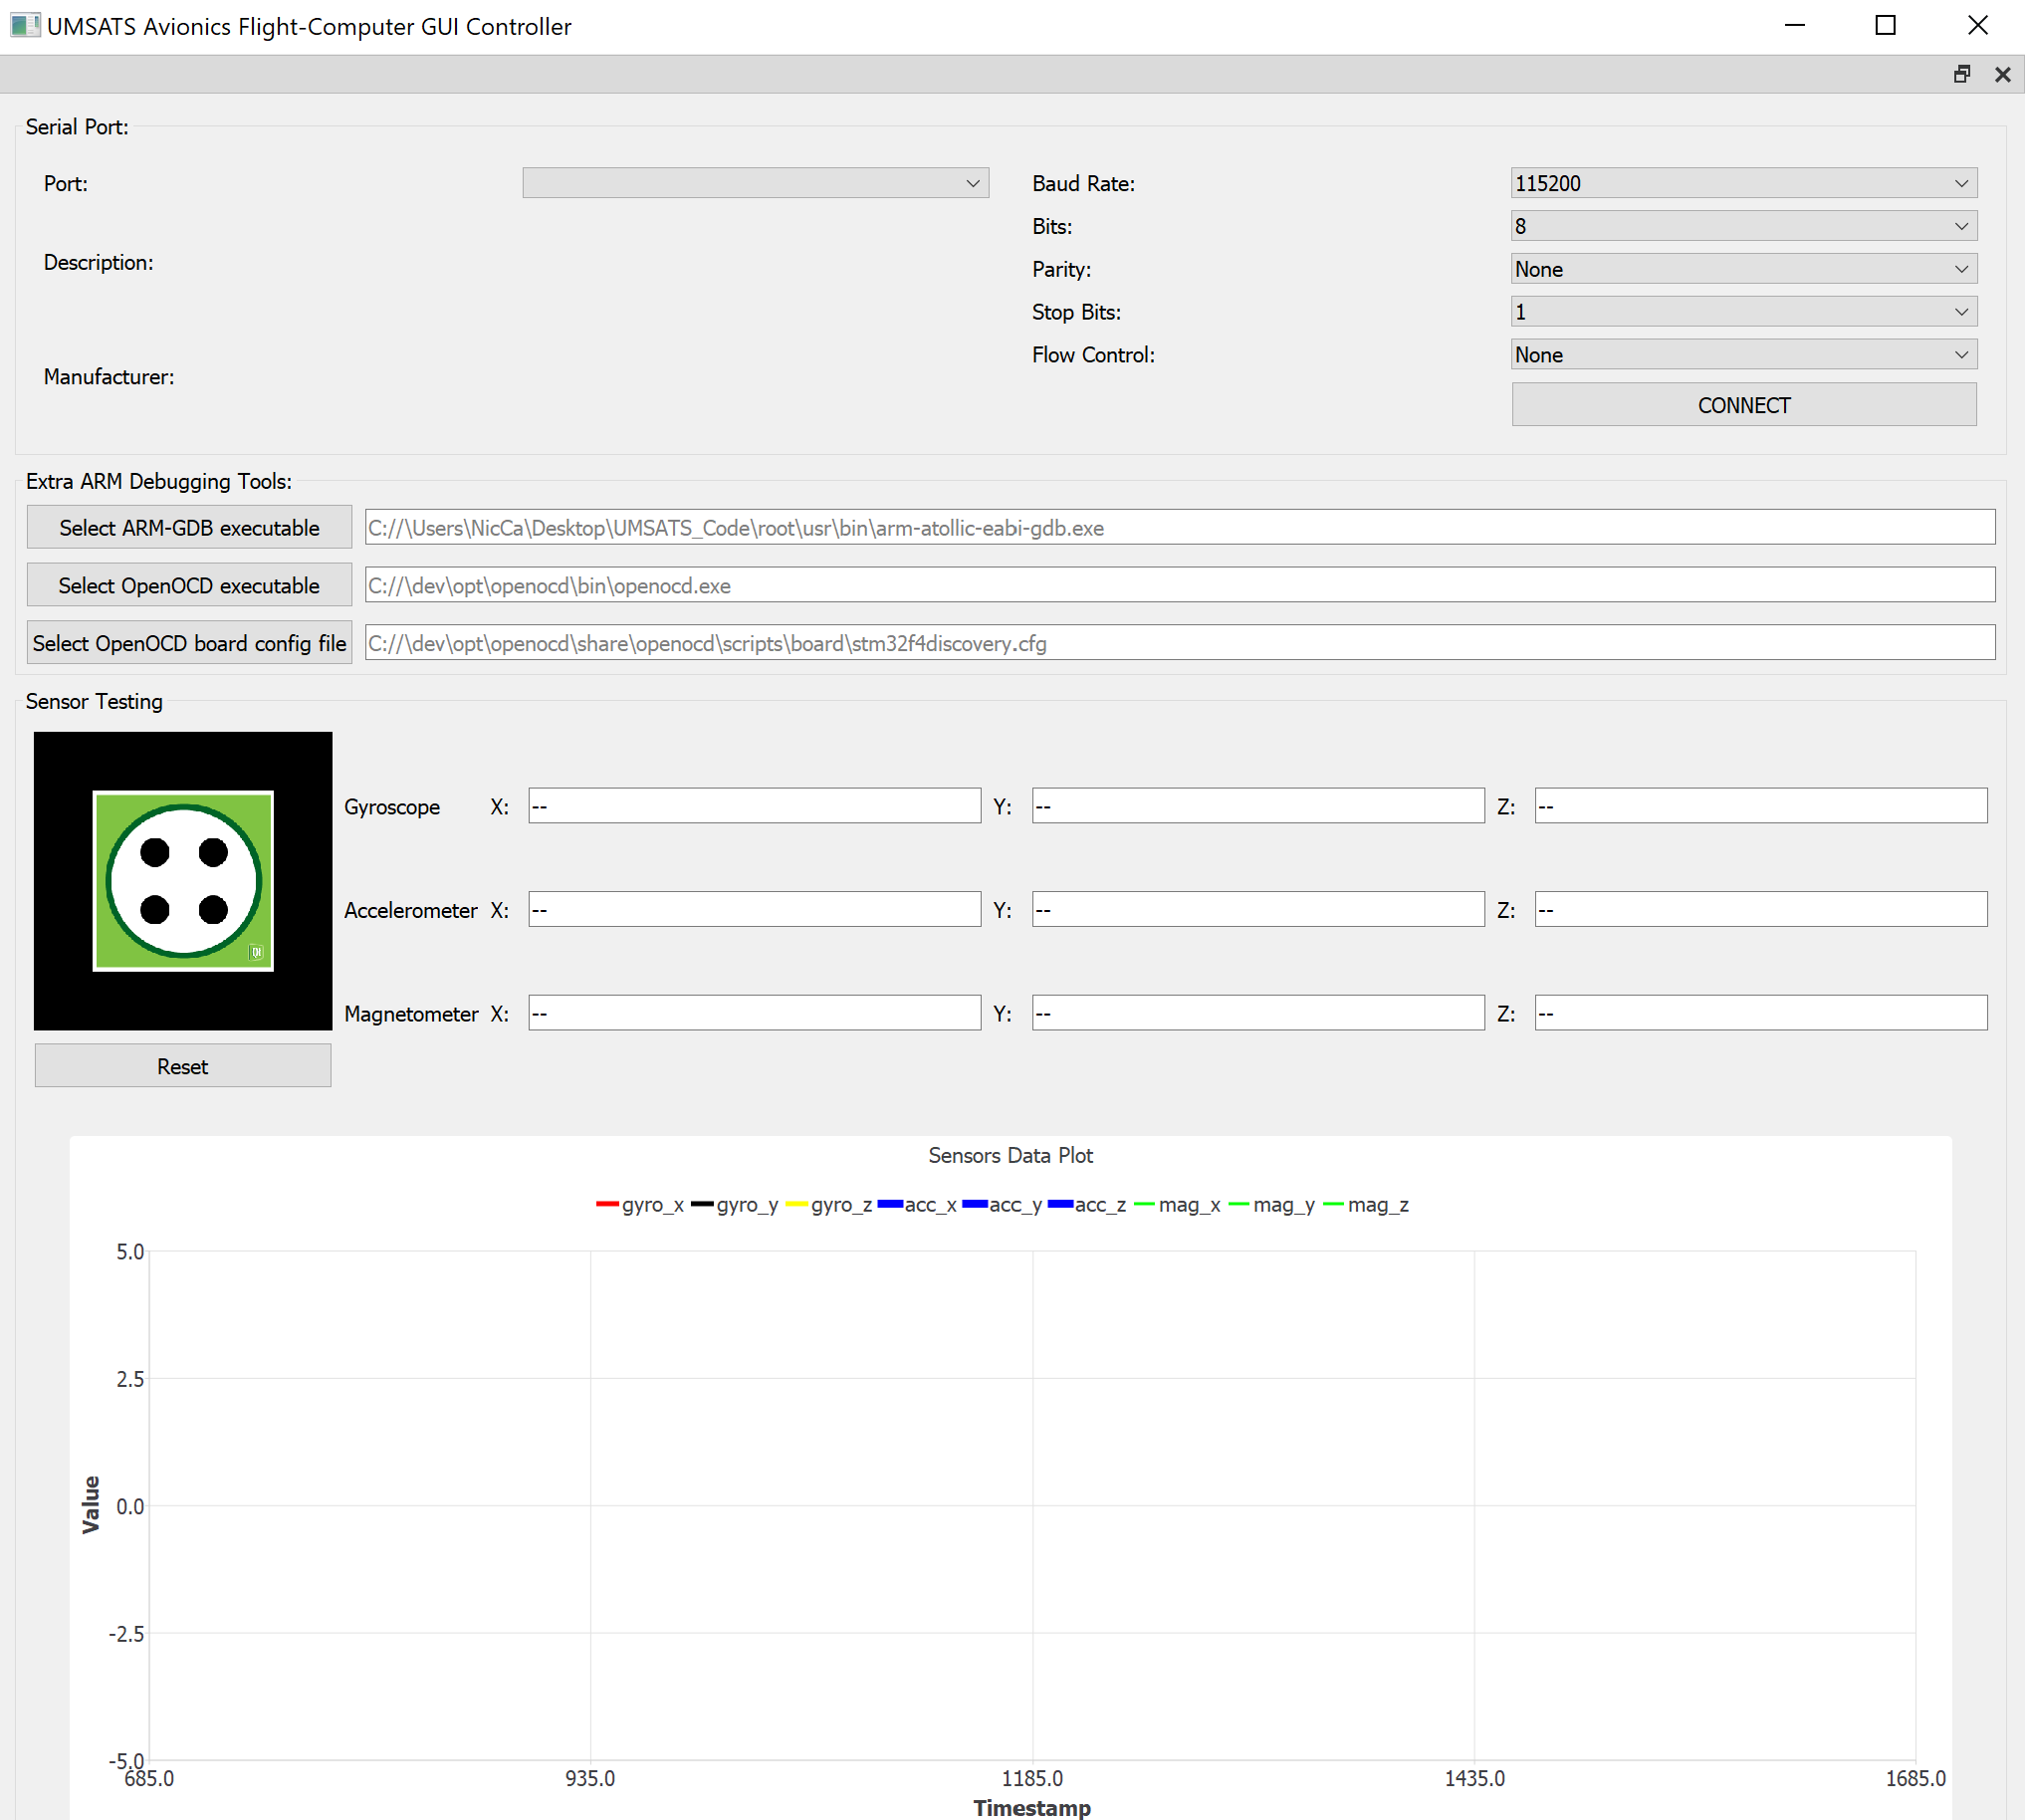 UMSATS Avionics Flight-Computer GUI Controller
Serial Port:
Port:
Baud Rate: 115200
Bits: 8
Description:
Parity: None
Stop Bits: 1
Flow Control: None
Manufacturer:
CONNECT
Extra ARM Debugging Tools:
Select ARM-GDB executable C://\Users\NicCa\Desktop\UMSATS_Code\root\usr\bin\arm-atollic-eabi-gdb.exe
Select OpenOCD executable C://\dev\opt\openocd\bin\openocd.exe
Select OpenOCD board config file C://\dev\opt\openocd\share\openocd\scripts\board\stm32f4discovery.cfg
Sensor Testing
Gyroscope X: -- Y: -- Z: --
Accelerometer X: -- Y: -- Z: --
Magnetometer X: -- Y: -- Z: --
Reset
Sensors Data Plot
gyro_x gyro_y gyro_z acc_x acc_y acc_z mag_x mag_y mag_z
5.0
2.5
Value
0.0
-2.5
-5.0
685.0 935.0 1185.0 1435.0 1685.0
Timestamp